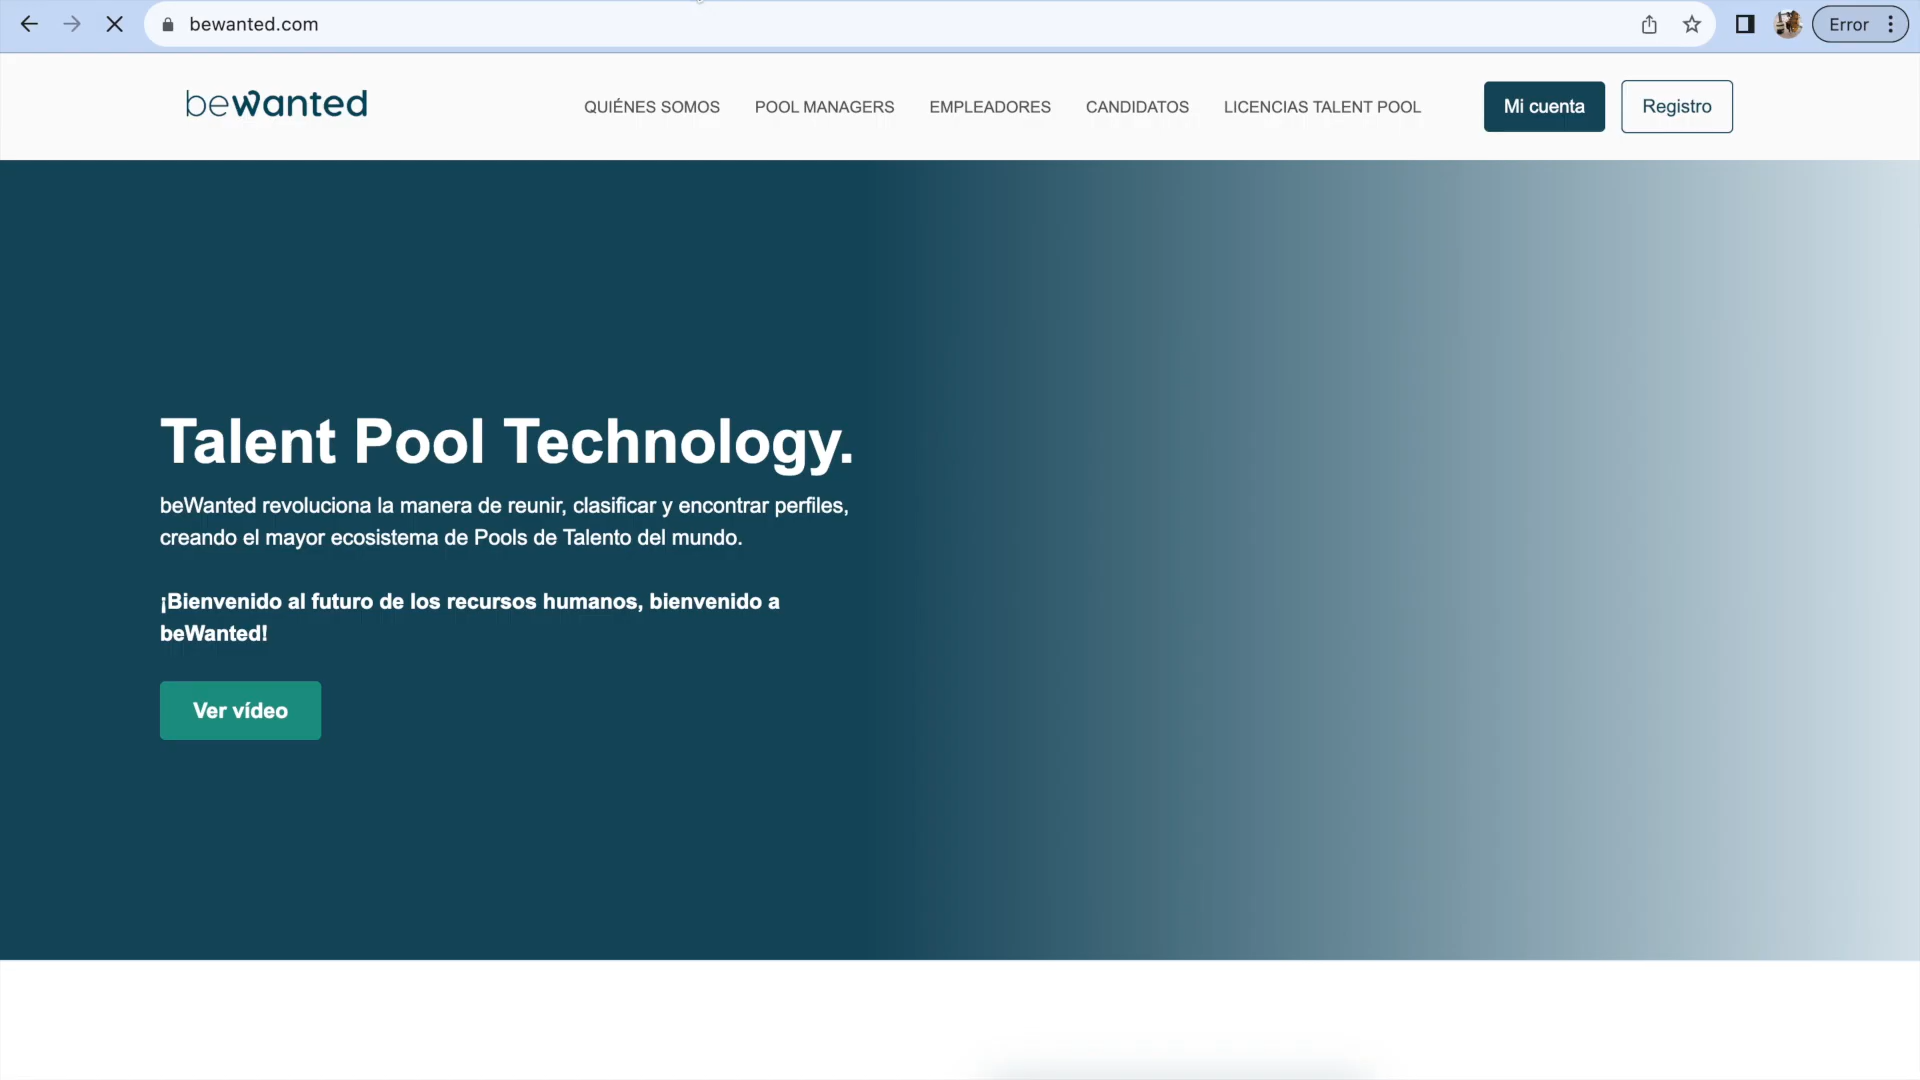 bewanted.com
Error
bewanted
QUIÉNES SOMOS
POOL MANAGERS
EMPLEADORES
CANDIDATOS
LICENCIAS TALENT POOL
Mi cuenta
Registro
Talent Pool Technology.
beWanted revoluciona la manera de reunir, clasificar y encontrar perfiles,
creando el mayor ecosistema de Pools de Talento del mundo.
¡Bienvenido al futuro de los recursos humanos, bienvenido a
beWanted!
Ver vídeo